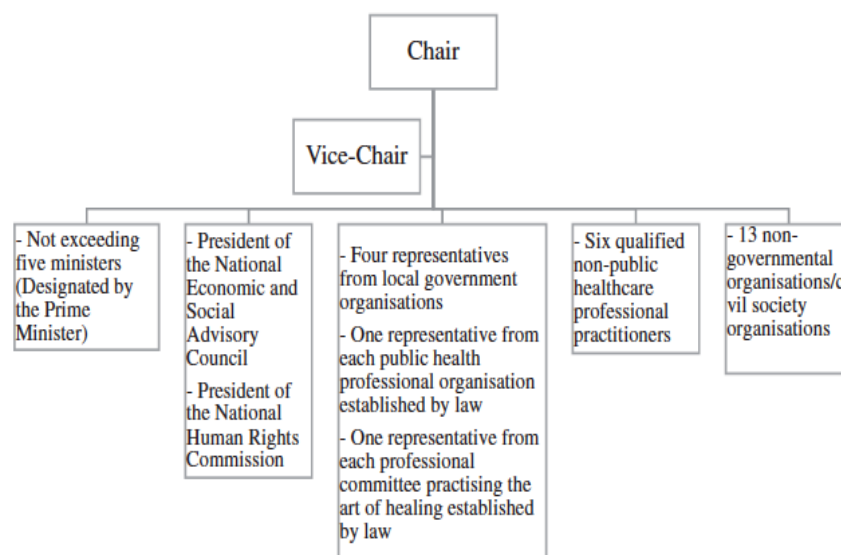 Chair
Vice-Chair
- Not exceeding
five ministers
(Designated by
the Prime
Minister)
- President of
the National
Economic and
Social
Advisory
Council
- President of
the National
Human Rights
Commission
- Four representatives
from local government
organisations
- One representative from
each public health
professional organisation
established by law
- One representative from
each professional
committee practising the
art of healing established
by law
- Six qualified
non-public
healthcare
professional
practitioners
- 13 non-
governmental
organisations/c
vil society
organisations